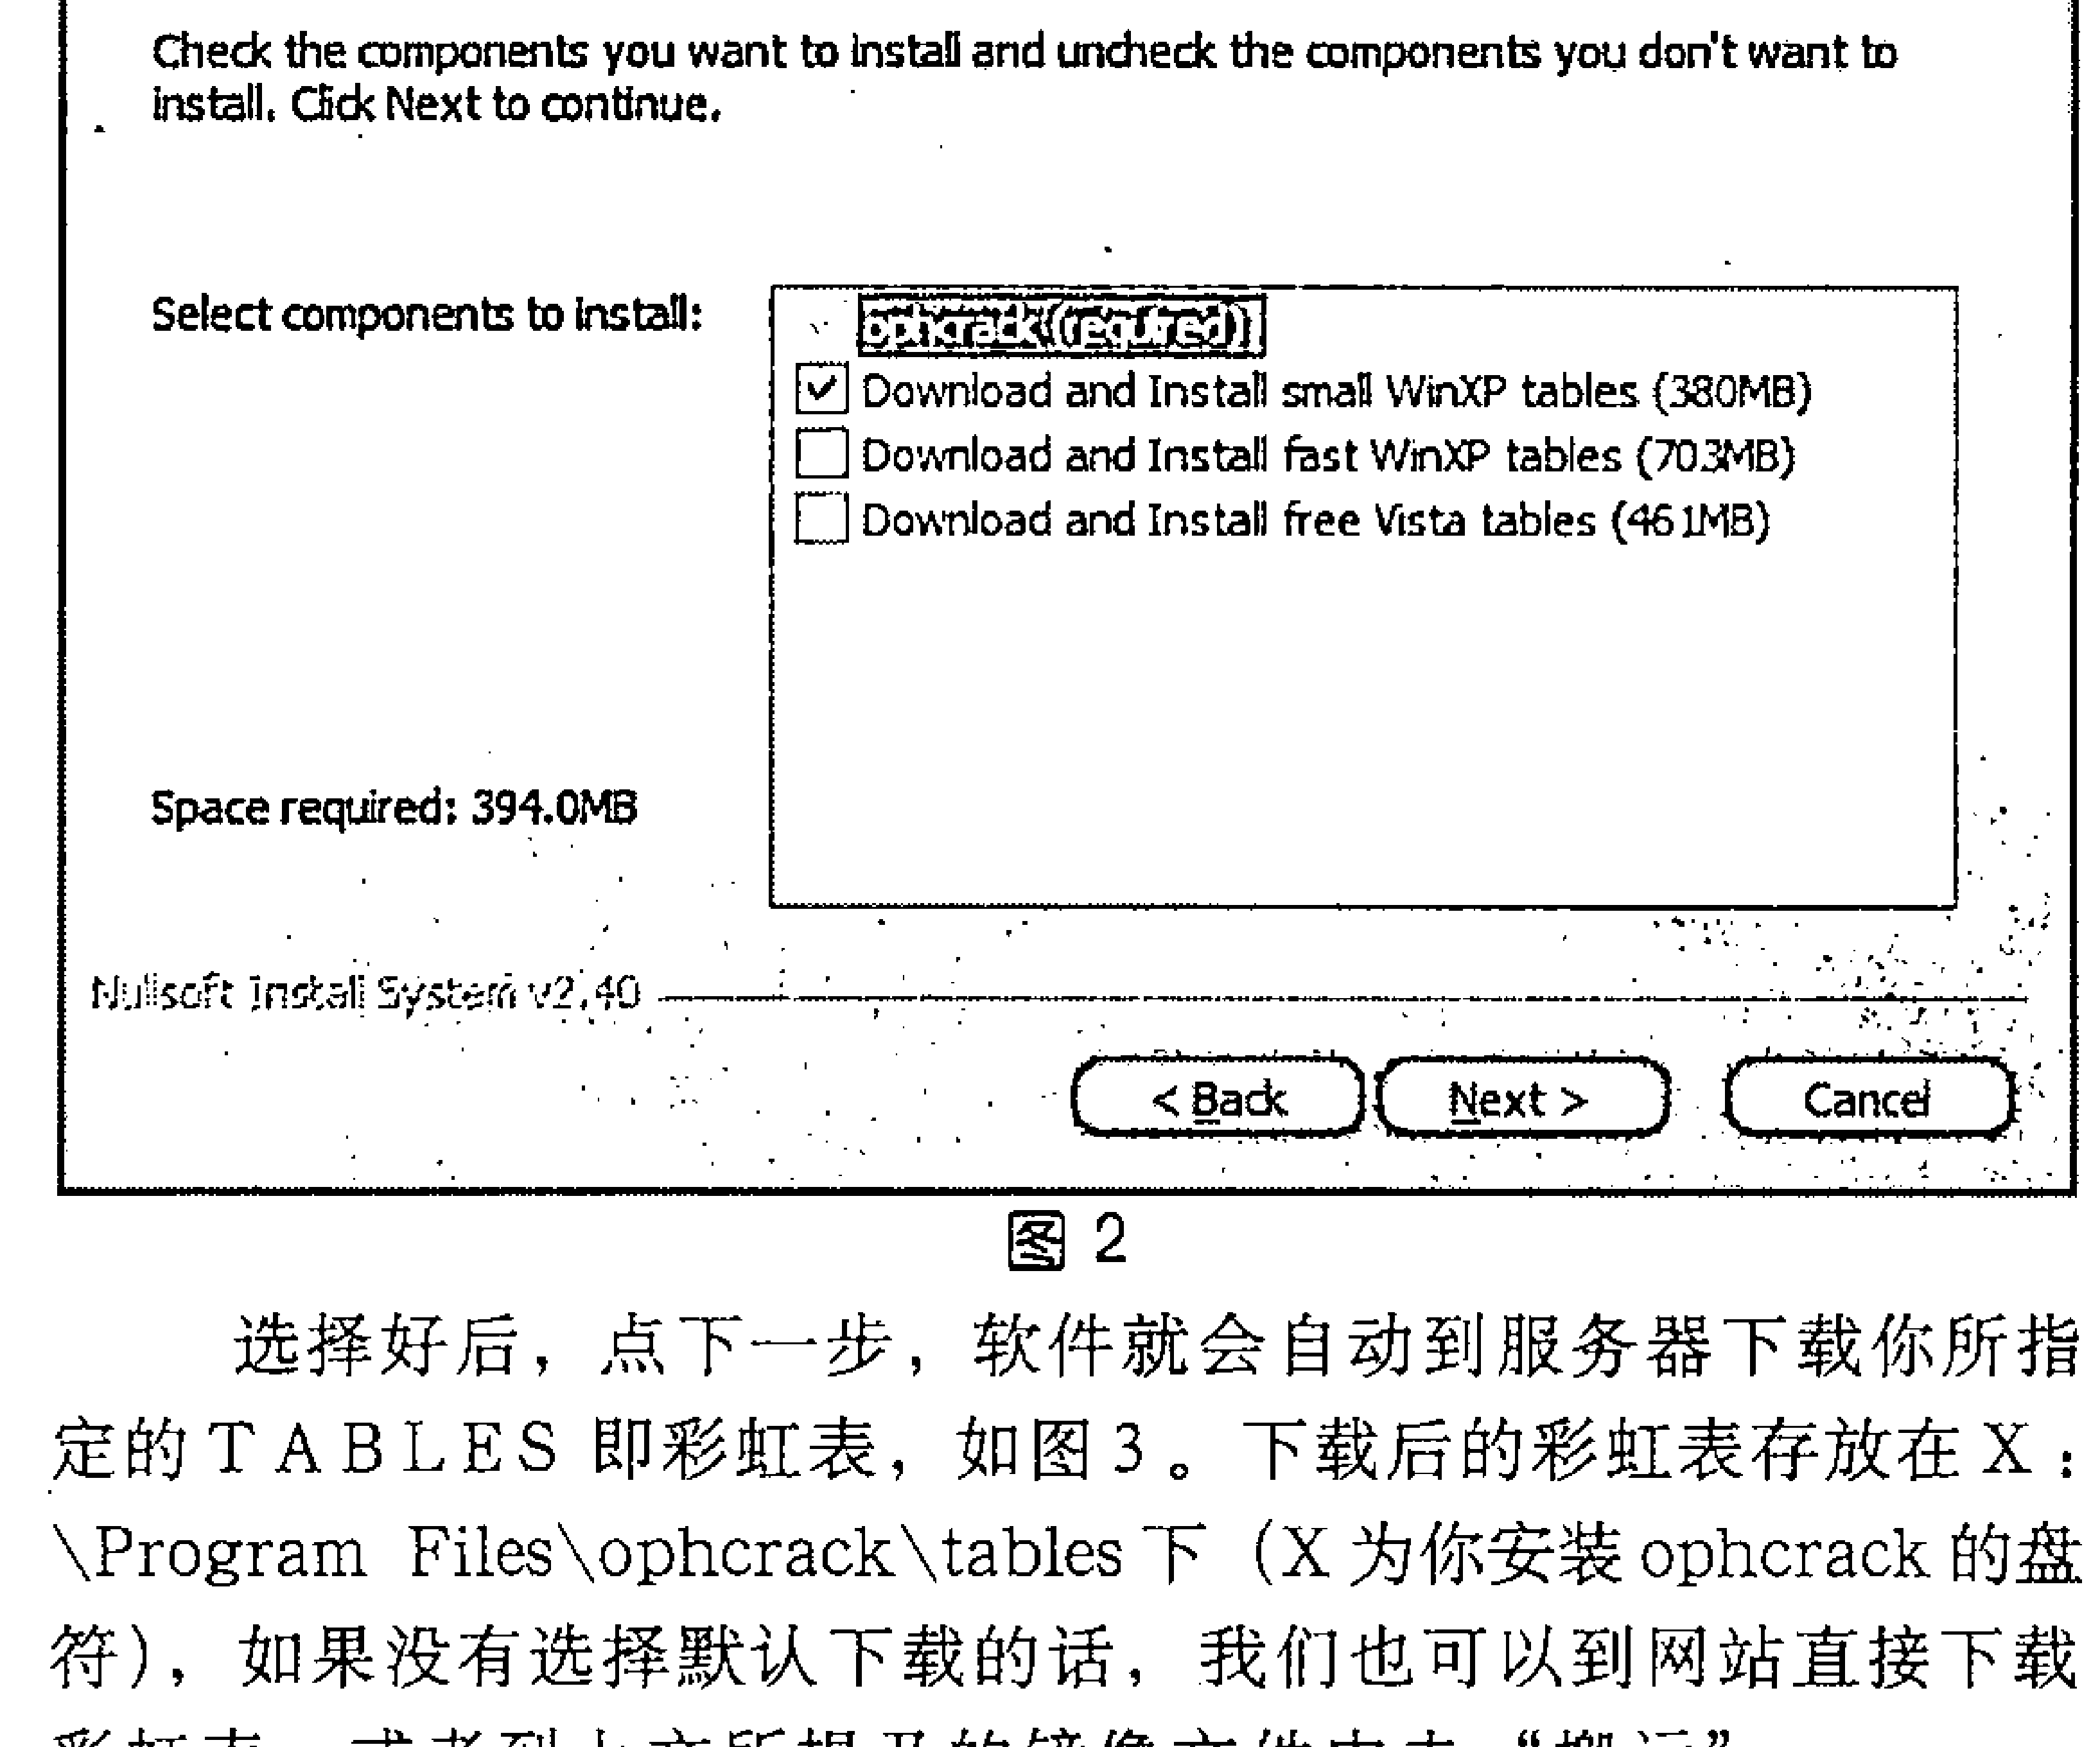 Check the components you want to install and uncheck the components you don't want to
install. Click Next to continue.
Select components to install:
ophcrack (required)
Download and Install small WinXP tables (380MB)
Download and Install fast WinXP tables (703MB)
Download and Install free Vista tables (461MB)
Space required: 394.0MB
Nullsoft Install System v2.40
< Back
Next >
Cancel
图 2
选择好后，点下一步，软件就会自动到服务器下载你所指
定的TABLES即彩虹表，如图3。下载后的彩虹表存放在X：
\Program Files\ophcrack\tables下（X为你安装ophcrack的盘
符），如果没有选择默认下载的话，我们也可以到网站直接下载